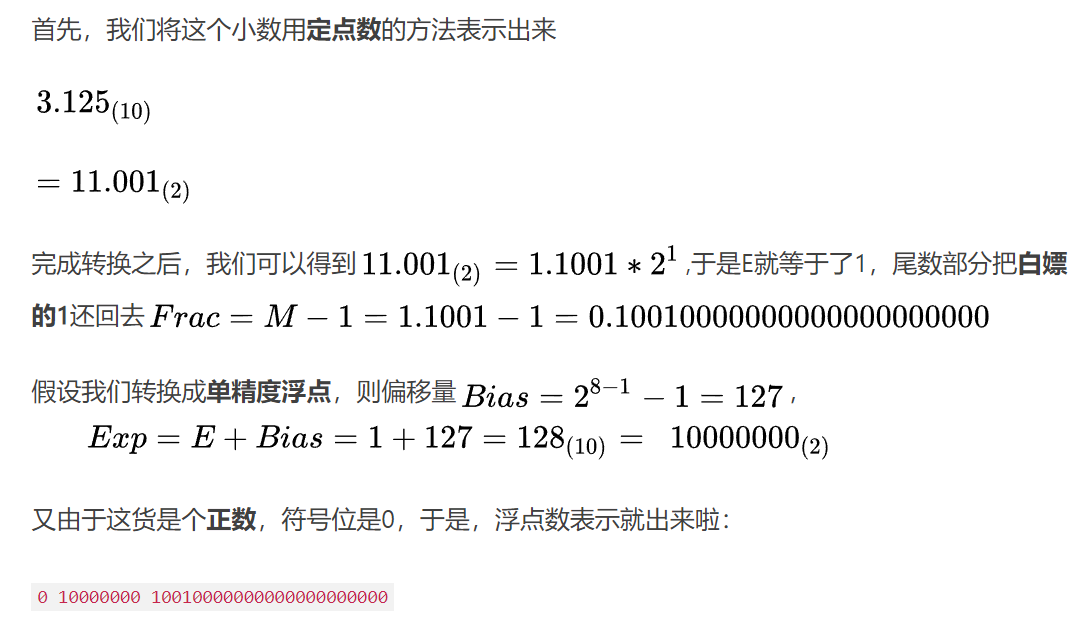 首先，我们将这个小数用定点数的方法表示出来
3.125(10)
= 11.001(2)
完成转换之后，我们可以得到 11.001(2) = 1.1001 * 2^1 ,于是E就等于了1，尾数部分把白嫖
的1还回去 Frac = M − 1 = 1.1001 − 1 = 0.10010000000000000000000
假设我们转换成单精度浮点，则偏移量 Bias = 2^{8−1} − 1 = 127 ，
Exp = E + Bias = 1 + 127 = 128(10) = 10000000(2)
又由于这货是个正数，符号位是0，于是，浮点数表示就出来啦：
0 10000000 10010000000000000000000